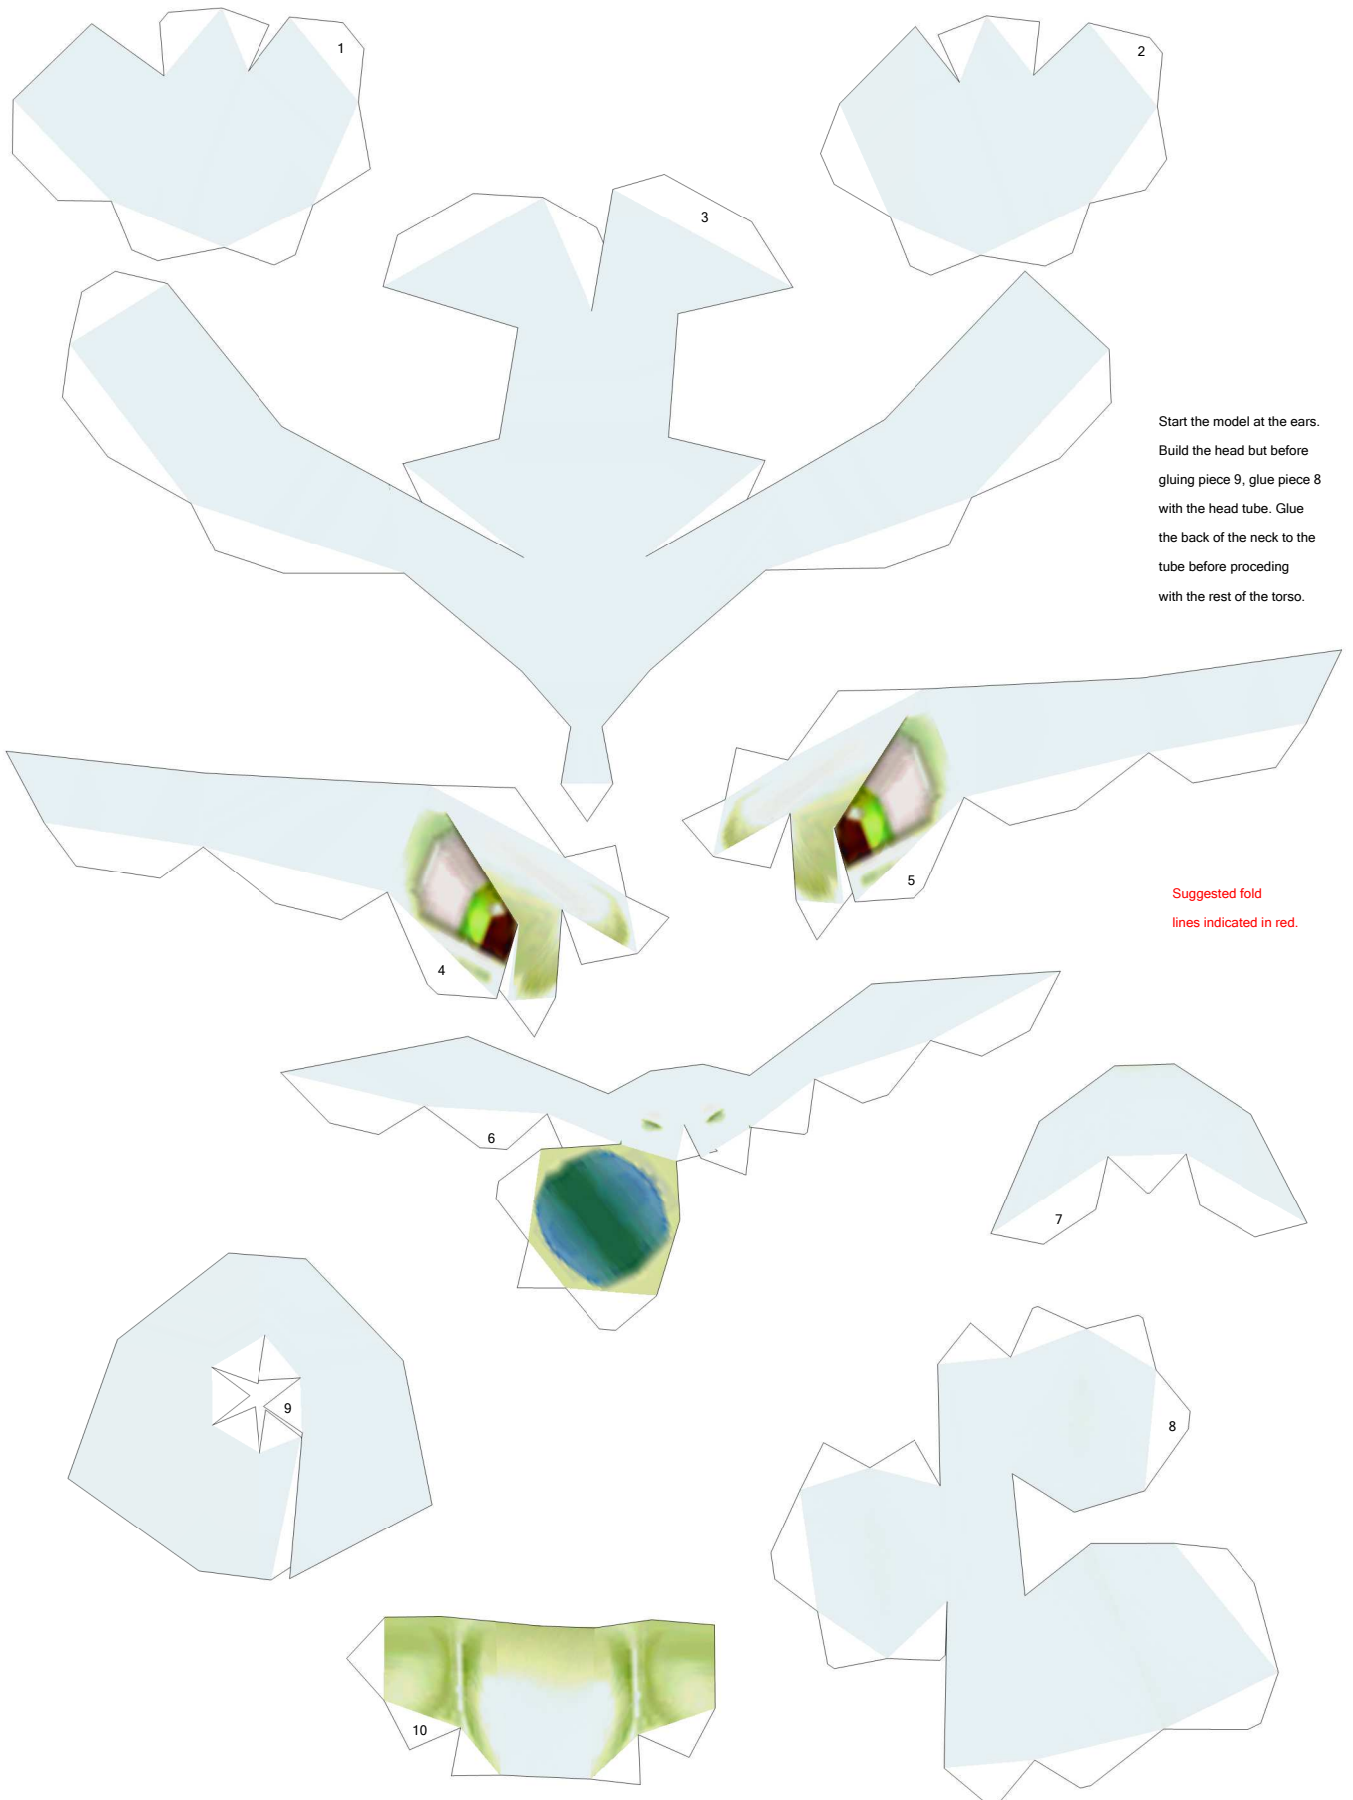 1
2
3
Start the model at the ears.
Build the head but before
gluing piece 9, glue piece 8
with the head tube. Glue
the back of the neck to the
tube before proceding
with the rest of the torso.
5
Suggested fold
lines indicated in red.
4
6
7
9
8
10